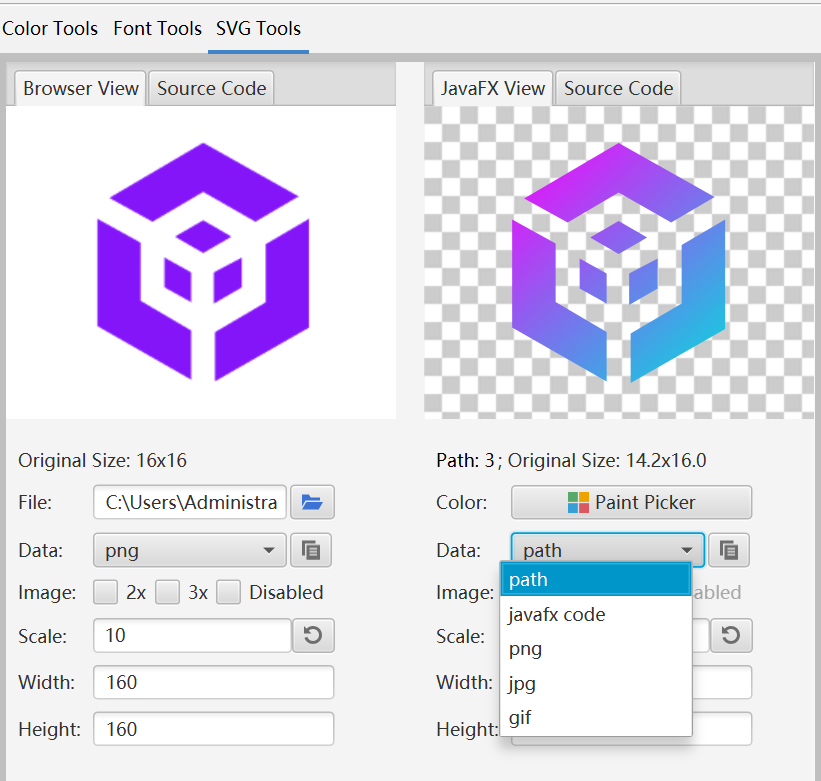 Color Tools Font Tools SVG Tools
Browser View Source Code
JavaFX View Source Code
Original Size: 16x16
File: C:\Users\Administra
Data: png
Image: 2x 3x Disabled
Scale: 10
Width: 160
Height: 160
Path: 3; Original Size: 14.2x16.0
Color: Paint Picker
Data: path
path
javafx code
png
jpg
gif
Image: abled
Scale:
Width:
Height: